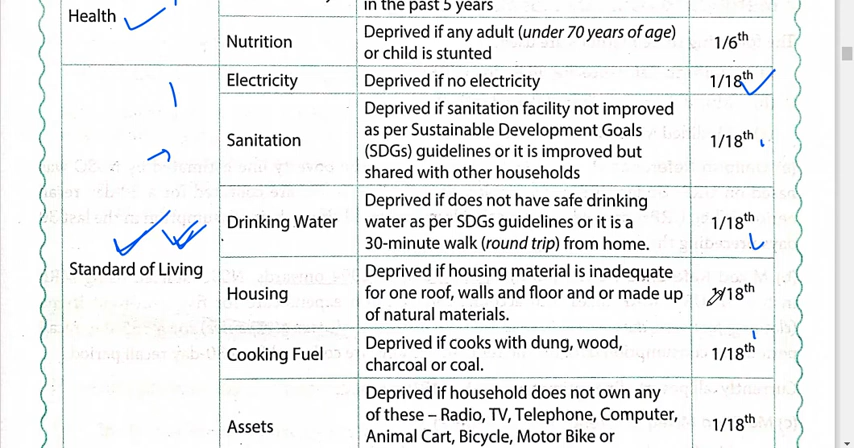 in the past 5 years
Health
Nutrition
Deprived if any adult (under 70 years of age)
or child is stunted
1/6th
Electricity
Deprived if no electricity
1/18th
Sanitation
Deprived if sanitation facility not improved
as per Sustainable Development Goals
(SDGs) guidelines or it is improved but
shared with other households
1/18th
Standard of Living
Drinking Water
Deprived if does not have safe drinking
water as per SDGs guidelines or it is a
30-minute walk (round trip) from home.
1/18th
Housing
Deprived if housing material is inadequate
for one roof, walls and floor and or made up
of natural materials.
1/18th
Cooking Fuel
Deprived if cooks with dung, wood,
charcoal or coal.
1/18th
Assets
Deprived if household does not own any
of these – Radio, TV, Telephone, Computer,
Animal Cart, Bicycle, Motor Bike or
1/18th